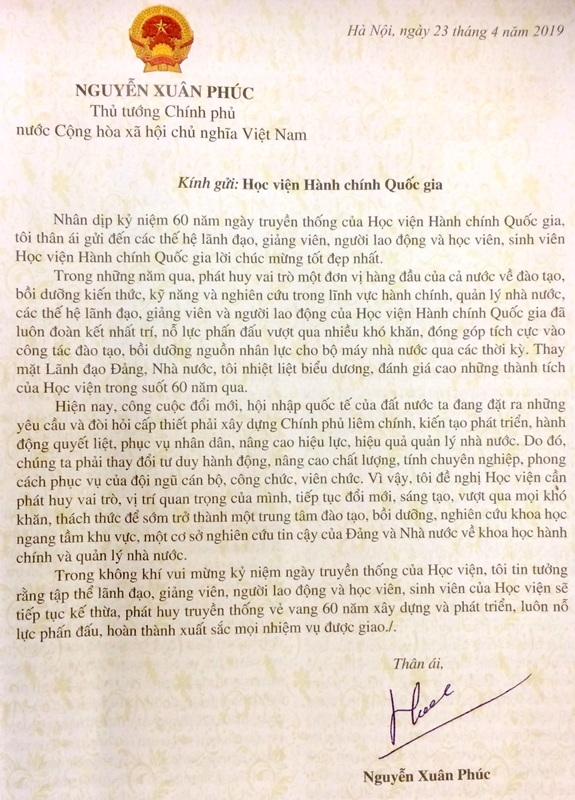 Hà Nội, ngày 23 tháng 4 năm 2019
NGUYỄN XUÂN PHÚC
Thủ tướng Chính phủ
nước Cộng hòa xã hội chủ nghĩa Việt Nam
Kính gửi: Học viện Hành chính Quốc gia
Nhân dịp kỷ niệm 60 năm ngày truyền thống của Học viện Hành chính Quốc gia,
tôi thân ái gửi đến các thế hệ lãnh đạo, giảng viên, người lao động và học viên, sinh viên
Học viện Hành chính Quốc gia lời chúc mừng tốt đẹp nhất.
Trong những năm qua, phát huy vai trò một đơn vị hàng đầu của cả nước về đào tạo,
bồi dưỡng kiến thức, kỹ năng và nghiên cứu trong lĩnh vực hành chính, quản lý nhà nước,
các thế hệ lãnh đạo, giảng viên và người lao động của Học viện Hành chính Quốc gia đã
luôn đoàn kết nhất trí, nỗ lực phấn đấu vượt qua nhiều khó khăn, đóng góp tích cực vào
công tác đào tạo, bồi dưỡng nguồn nhân lực cho bộ máy nhà nước qua các thời kỳ. Thay
mặt Lãnh đạo Đảng, Nhà nước, tôi nhiệt liệt biểu dương, đánh giá cao những thành tích
của Học viện trong suốt 60 năm qua.
Hiện nay, công cuộc đổi mới, hội nhập quốc tế của đất nước ta đang đặt ra những
yêu cầu và đòi hỏi cấp thiết phải xây dựng Chính phủ liêm chính, kiến tạo phát triển, hành
động quyết liệt, phục vụ nhân dân, nâng cao hiệu lực, hiệu quả quản lý nhà nước. Do đó,
chúng ta phải thay đổi tư duy hành động, nâng cao chất lượng, tính chuyên nghiệp, phong
cách phục vụ của đội ngũ cán bộ, công chức, viên chức. Vì vậy, tôi đề nghị Học viện cần
phát huy vai trò, vị trí quan trọng của mình, tiếp tục đổi mới, sáng tạo, vượt qua mọi khó
khăn, thách thức để sớm trở thành một trung tâm đào tạo, bồi dưỡng, nghiên cứu khoa học
ngang tầm khu vực, một cơ sở nghiên cứu tin cậy của Đảng và Nhà nước về khoa học hành
chính và quản lý nhà nước.
Trong không khí vui mừng kỷ niệm ngày truyền thống của Học viện, tôi tin tưởng
rằng tập thể lãnh đạo, giảng viên, người lao động và học viên, sinh viên của Học viện sẽ
tiếp tục kế thừa, phát huy truyền thống vẻ vang 60 năm xây dựng và phát triển, luôn nỗ
lực phấn đấu, hoàn thành xuất sắc mọi nhiệm vụ được giao./.
Thân ái,
Nguyễn Xuân Phúc